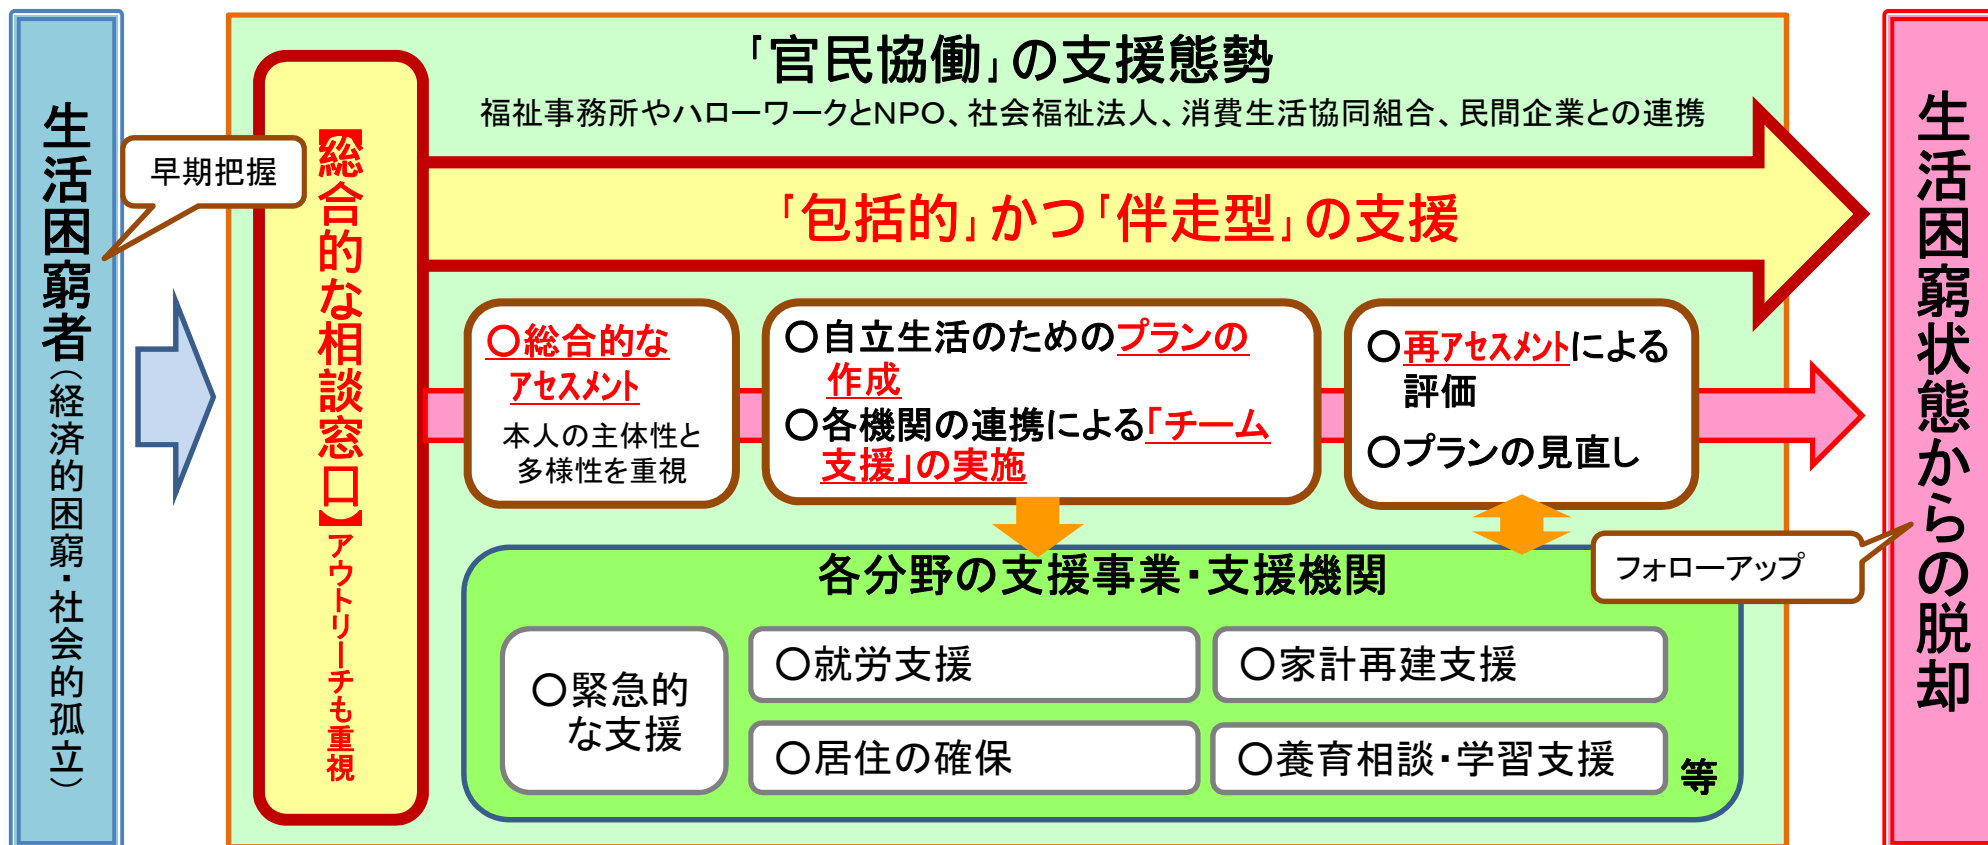 生活困窮者（経済的困窮・社会的孤立）
早期把握
【総合的な相談窓口】アウトリーチも重視
「官民協働」の支援態勢
福祉事務所やハローワークとNPO、社会福祉法人、消費生活協同組合、民間企業との連携
「包括的」かつ「伴走型」の支援
○総合的な
アセスメント
本人の主体性と
多様性を重視
○自立生活のためのプランの
作成
○各機関の連携による「チーム
支援」の実施
○再アセスメントによる
評価
○プランの見直し
各分野の支援事業・支援機関
○緊急的
な支援
○就労支援
○家計再建支援
○居住の確保
○養育相談・学習支援
等
フォローアップ
生活困窮状態からの脱却